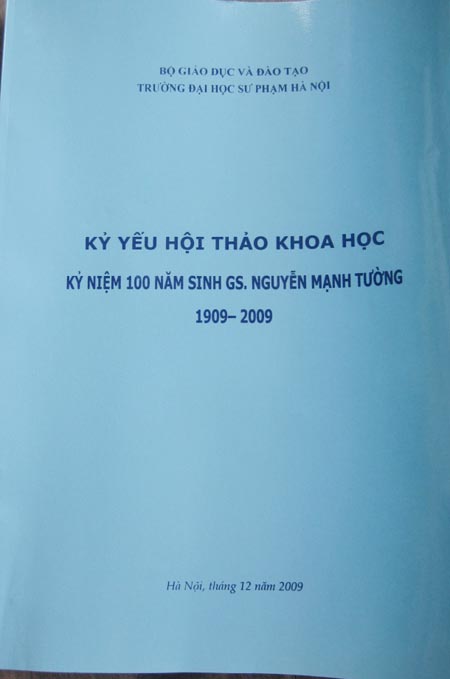 BỘ GIÁO DỤC VÀ ĐÀO TẠO
TRƯỜNG ĐẠI HỌC SƯ PHẠM HÀ NỘI
KỶ YẾU HỘI THẢO KHOA HỌC
KỶ NIỆM 100 NĂM SINH GS. NGUYỄN MẠNH TƯỜNG
1909– 2009
Hà Nội, tháng 12 năm 2009